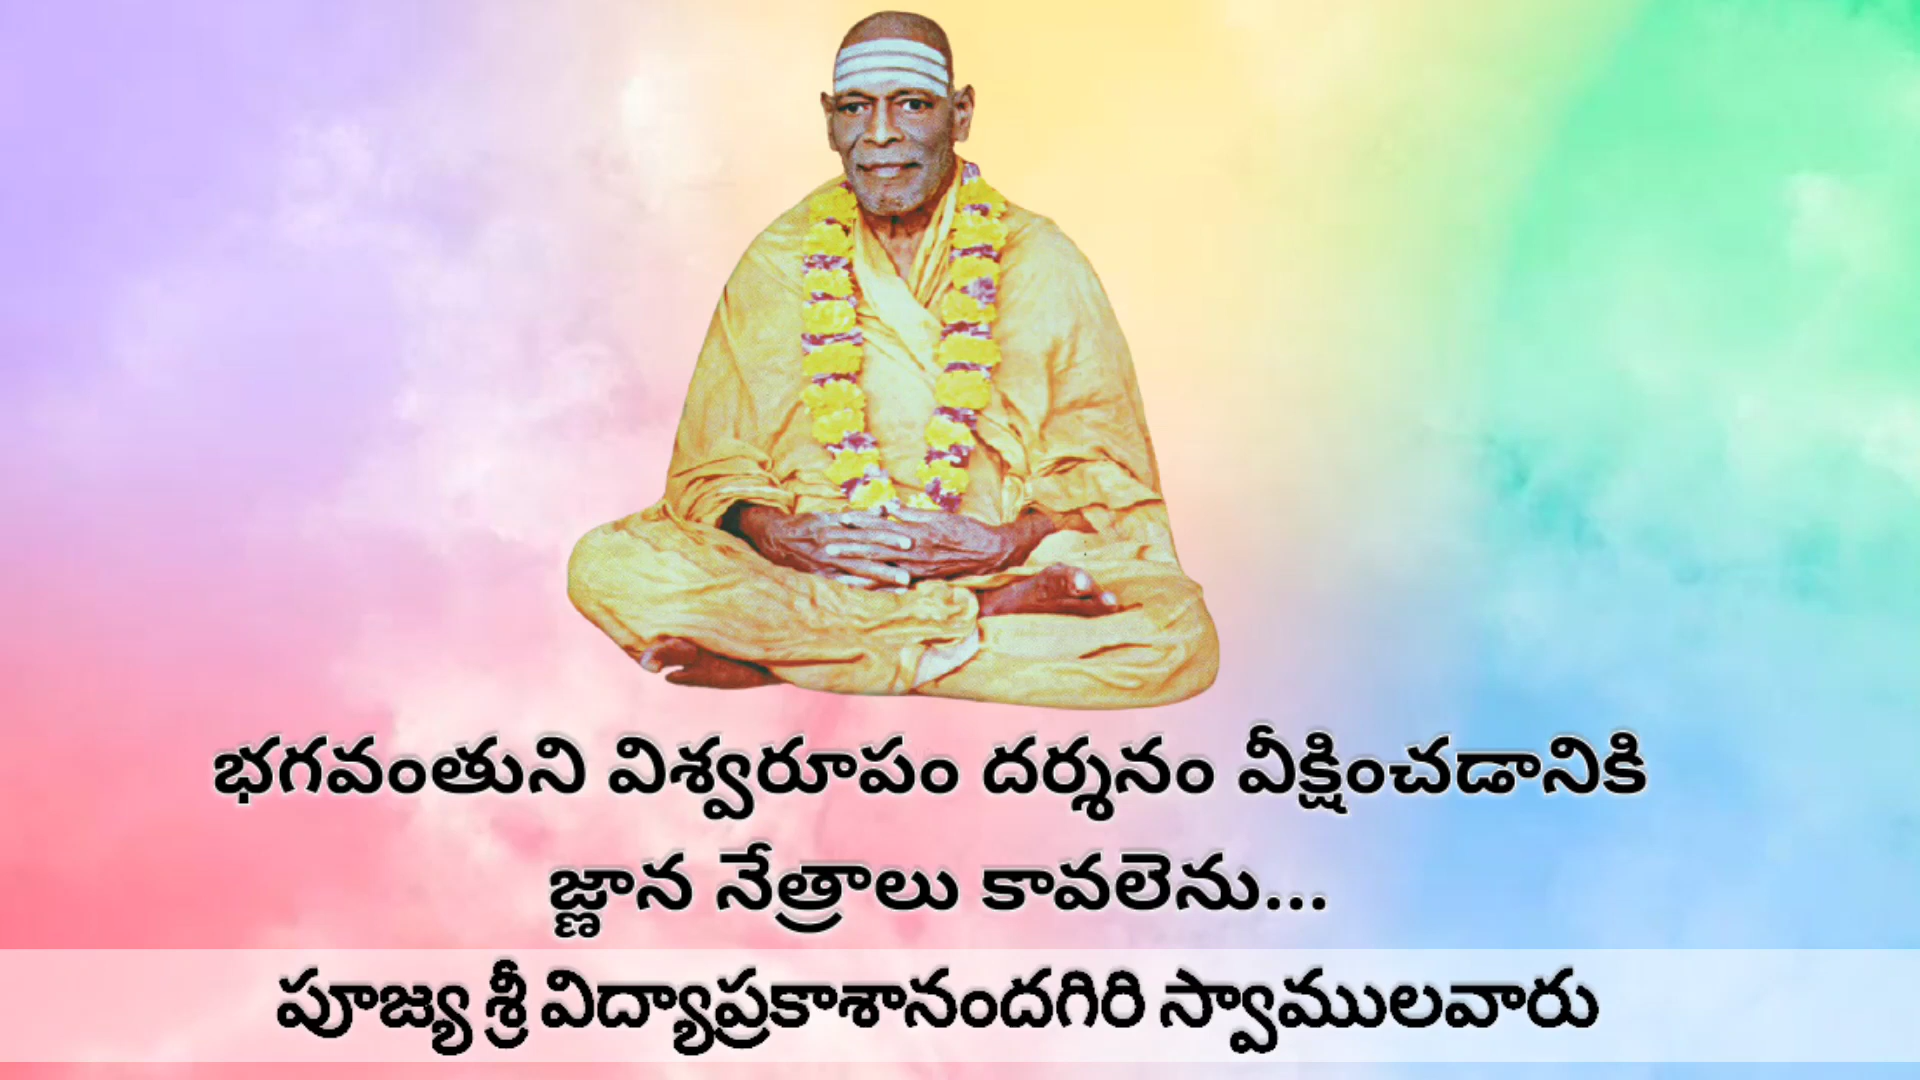 భగవంతుని విశ్వరూపం దర్శనం వీక్షించడానికి
జ్ణాన నేత్రాలు కావలెను...
పూజ్య శ్రీ విద్యాప్రకాశానందగిరి స్వాములవారు